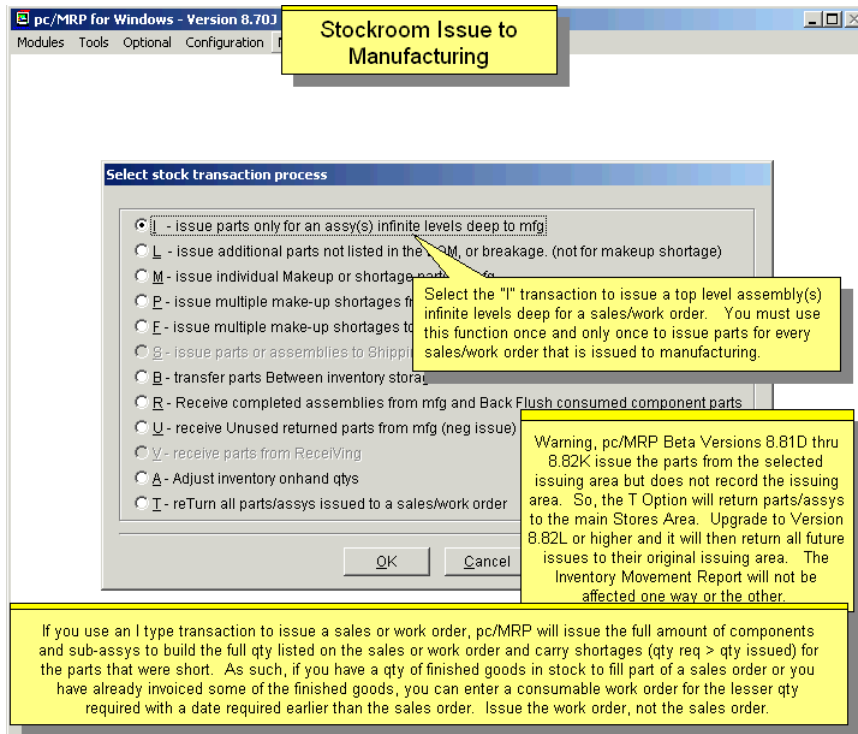 pc/MRP for Windows - Version 8.70J
Stockroom Issue to
Manufacturing
Modules Tools Optional Configuration
Select stock transaction process
I - issue parts only for an assy(s) infinite levels deep to mfg
L - issue additional parts not listed in the BOM, or breakage. (not for makeup shortage)
M - issue individual Makeup or shortage
P - issue multiple make-up shortages
F - issue multiple make-up shortages to
S - issue parts or assemblies to Shippi
B - transfer parts Between inventory stora
R - Receive completed assemblies from mfg and Back Flush consumed component parts
U - receive Unused returned parts from mfg (neg issue)
V - receive parts from ReceiVing
A - Adjust inventory onhand qtys
T - reTurn all parts/assys issued to a sales/work order
OK Cancel
Select the "I" transaction to issue a top level assembly(s)
infinite levels deep for a sales/work order. You must use
this function once and only once to issue parts for every
sales/work order that is issued to manufacturing.
Warning, pc/MRP Beta Versions 8.81D thru
8.82K issue the parts from the selected
issuing area but does not record the issuing
area. So, the T Option will return parts/assys
to the main Stores Area. Upgrade to Version
8.82L or higher and it will then return all future
issues to their original issuing area. The
Inventory Movement Report will not be
affected one way or the other.
If you use an I type transaction to issue a sales or work order, pc/MRP will issue the full amount of components
and sub-assys to build the full qty listed on the sales or work order and carry shortages (qty req > qty issued) for
the parts that were short. As such, if you have a qty of finished goods in stock to fill part of a sales order or you
have already invoiced some of the finished goods, you can enter a consumable work order for the lesser qty
required with a date required earlier than the sales order. Issue the work order, not the sales order.